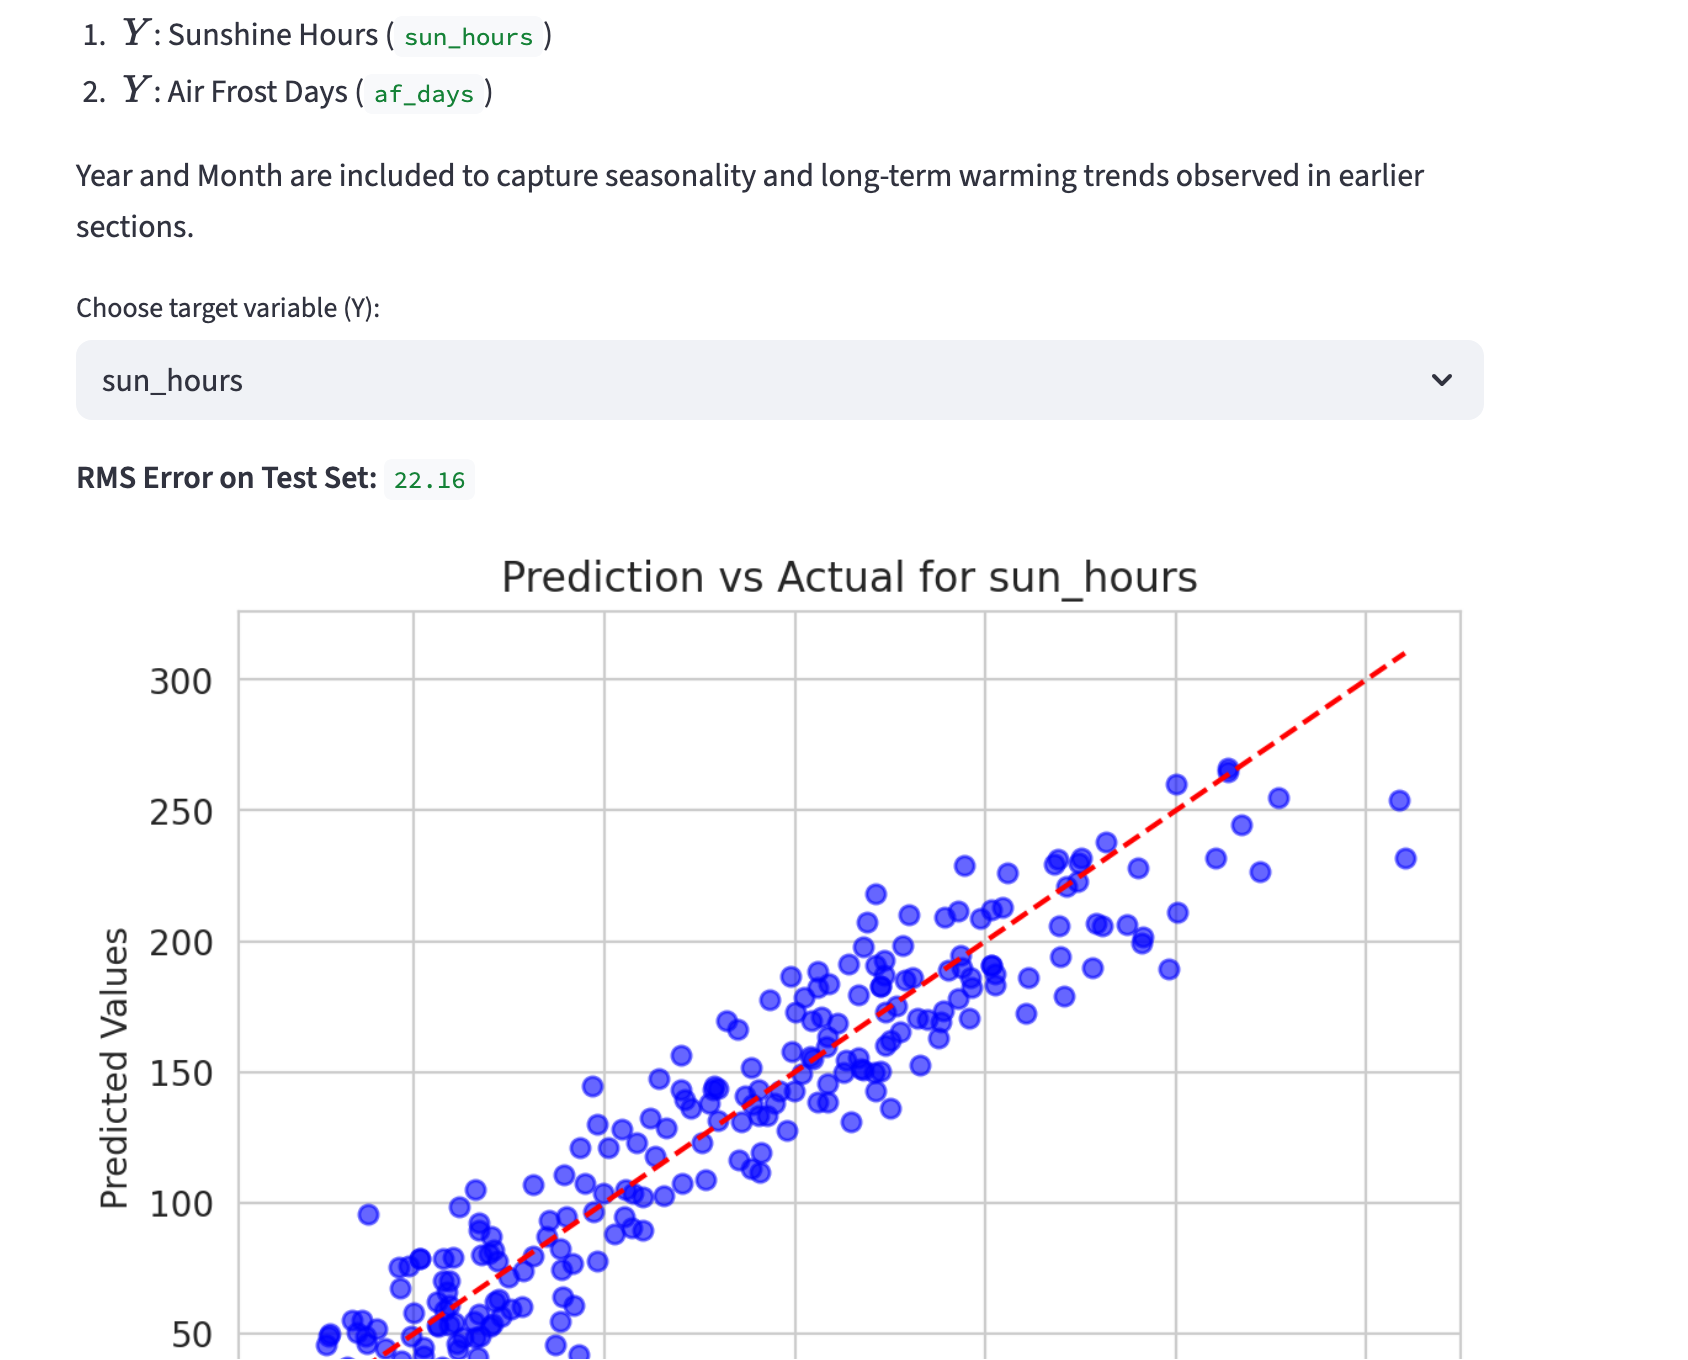 1. Y: Sunshine Hours ( sun_hours )
2. Y: Air Frost Days ( af_days )
Year and Month are included to capture seasonality and long-term warming trends observed in earlier
sections.
Choose target variable (Y):
sun_hours
RMS Error on Test Set: 22.16
Prediction vs Actual for sun_hours
300
250
200
150
100
50
Predicted Values